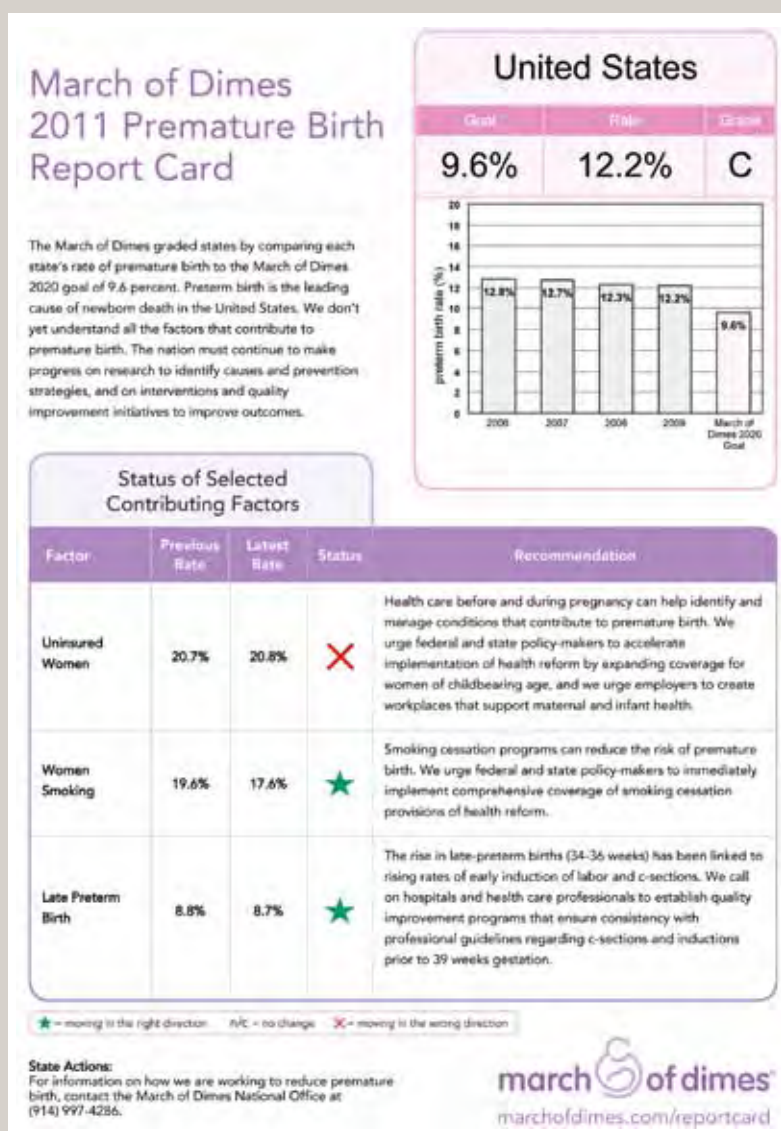 March of Dimes
2011 Premature Birth
Report Card
The March of Dimes graded states by comparing each
state's rate of premature birth to the March of Dimes
2020 goal of 9.6 percent. Preterm birth is the leading
cause of newborn death in the United States. We don't
yet understand all the factors that contribute to
premature birth. The nation must continue to make
progress on research to identify causes and prevention
strategies, and on interventions and quality
improvement initiatives to improve outcomes.
United States
Goal Rate Grade
9.6% 12.2% C
preterm birth rate (%)
20
18
16
14
12
10
8
6
4
2
0
12.8% 12.7% 12.3% 12.2% 9.6%
2006 2007 2008 2009 March of
Dimes 2020
Goal
Status of Selected
Contributing Factors
Factor Previous Rate Latest Rate Status Recommendation
Uninsured
Women
20.7% 20.8%
Health care before and during pregnancy can help identify and
manage conditions that contribute to premature birth. We
urge federal and state policy-makers to accelerate
implementation of health reform by expanding coverage for
women of childbearing age, and we urge employers to create
workplaces that support maternal and infant health.
Women
Smoking
19.6% 17.6%
Smoking cessation programs can reduce the risk of premature
birth. We urge federal and state policy-makers to immediately
implement comprehensive coverage of smoking cessation
provisions of health reform.
Late Preterm
Birth
8.8% 8.7%
The rise in late-preterm births (34-36 weeks) has been linked to
rising rates of early induction of labor and c-sections. We call
on hospitals and health care professionals to establish quality
improvement programs that ensure consistency with
professional guidelines regarding c-sections and inductions
prior to 39 weeks gestation.
★ = moving in the right direction n/c = no change ✕ = moving in the wrong direction
State Actions:
For information on how we are working to reduce premature
birth, contact the March of Dimes National Office at
(914) 997-4286.
march of dimes®
marchofdimes.com/reportcard